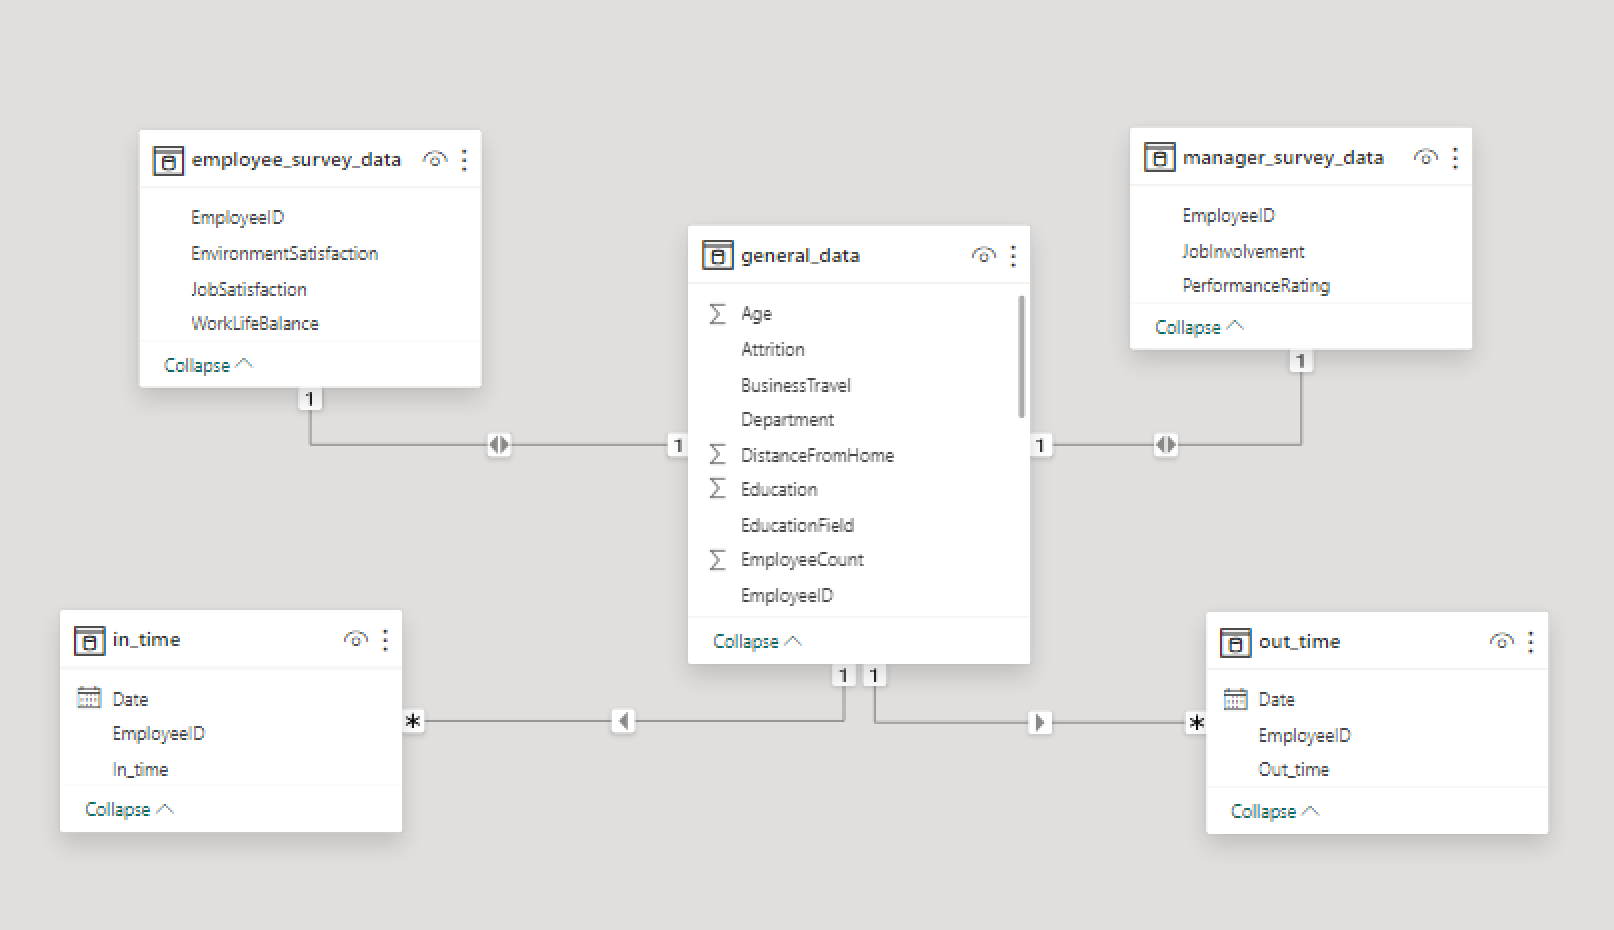 employee_survey_data
EmployeeID
EnvironmentSatisfaction
JobSatisfaction
WorkLifeBalance
Collapse
1
1
general_data
Age
Attrition
BusinessTravel
Department
DistanceFromHome
Education
EducationField
EmployeeCount
EmployeeID
Collapse
1
1
manager_survey_data
EmployeeID
JobInvolvement
PerformanceRating
Collapse
1
1
in_time
Date
EmployeeID
In_time
Collapse
*
out_time
Date
EmployeeID
Out_time
Collapse
*